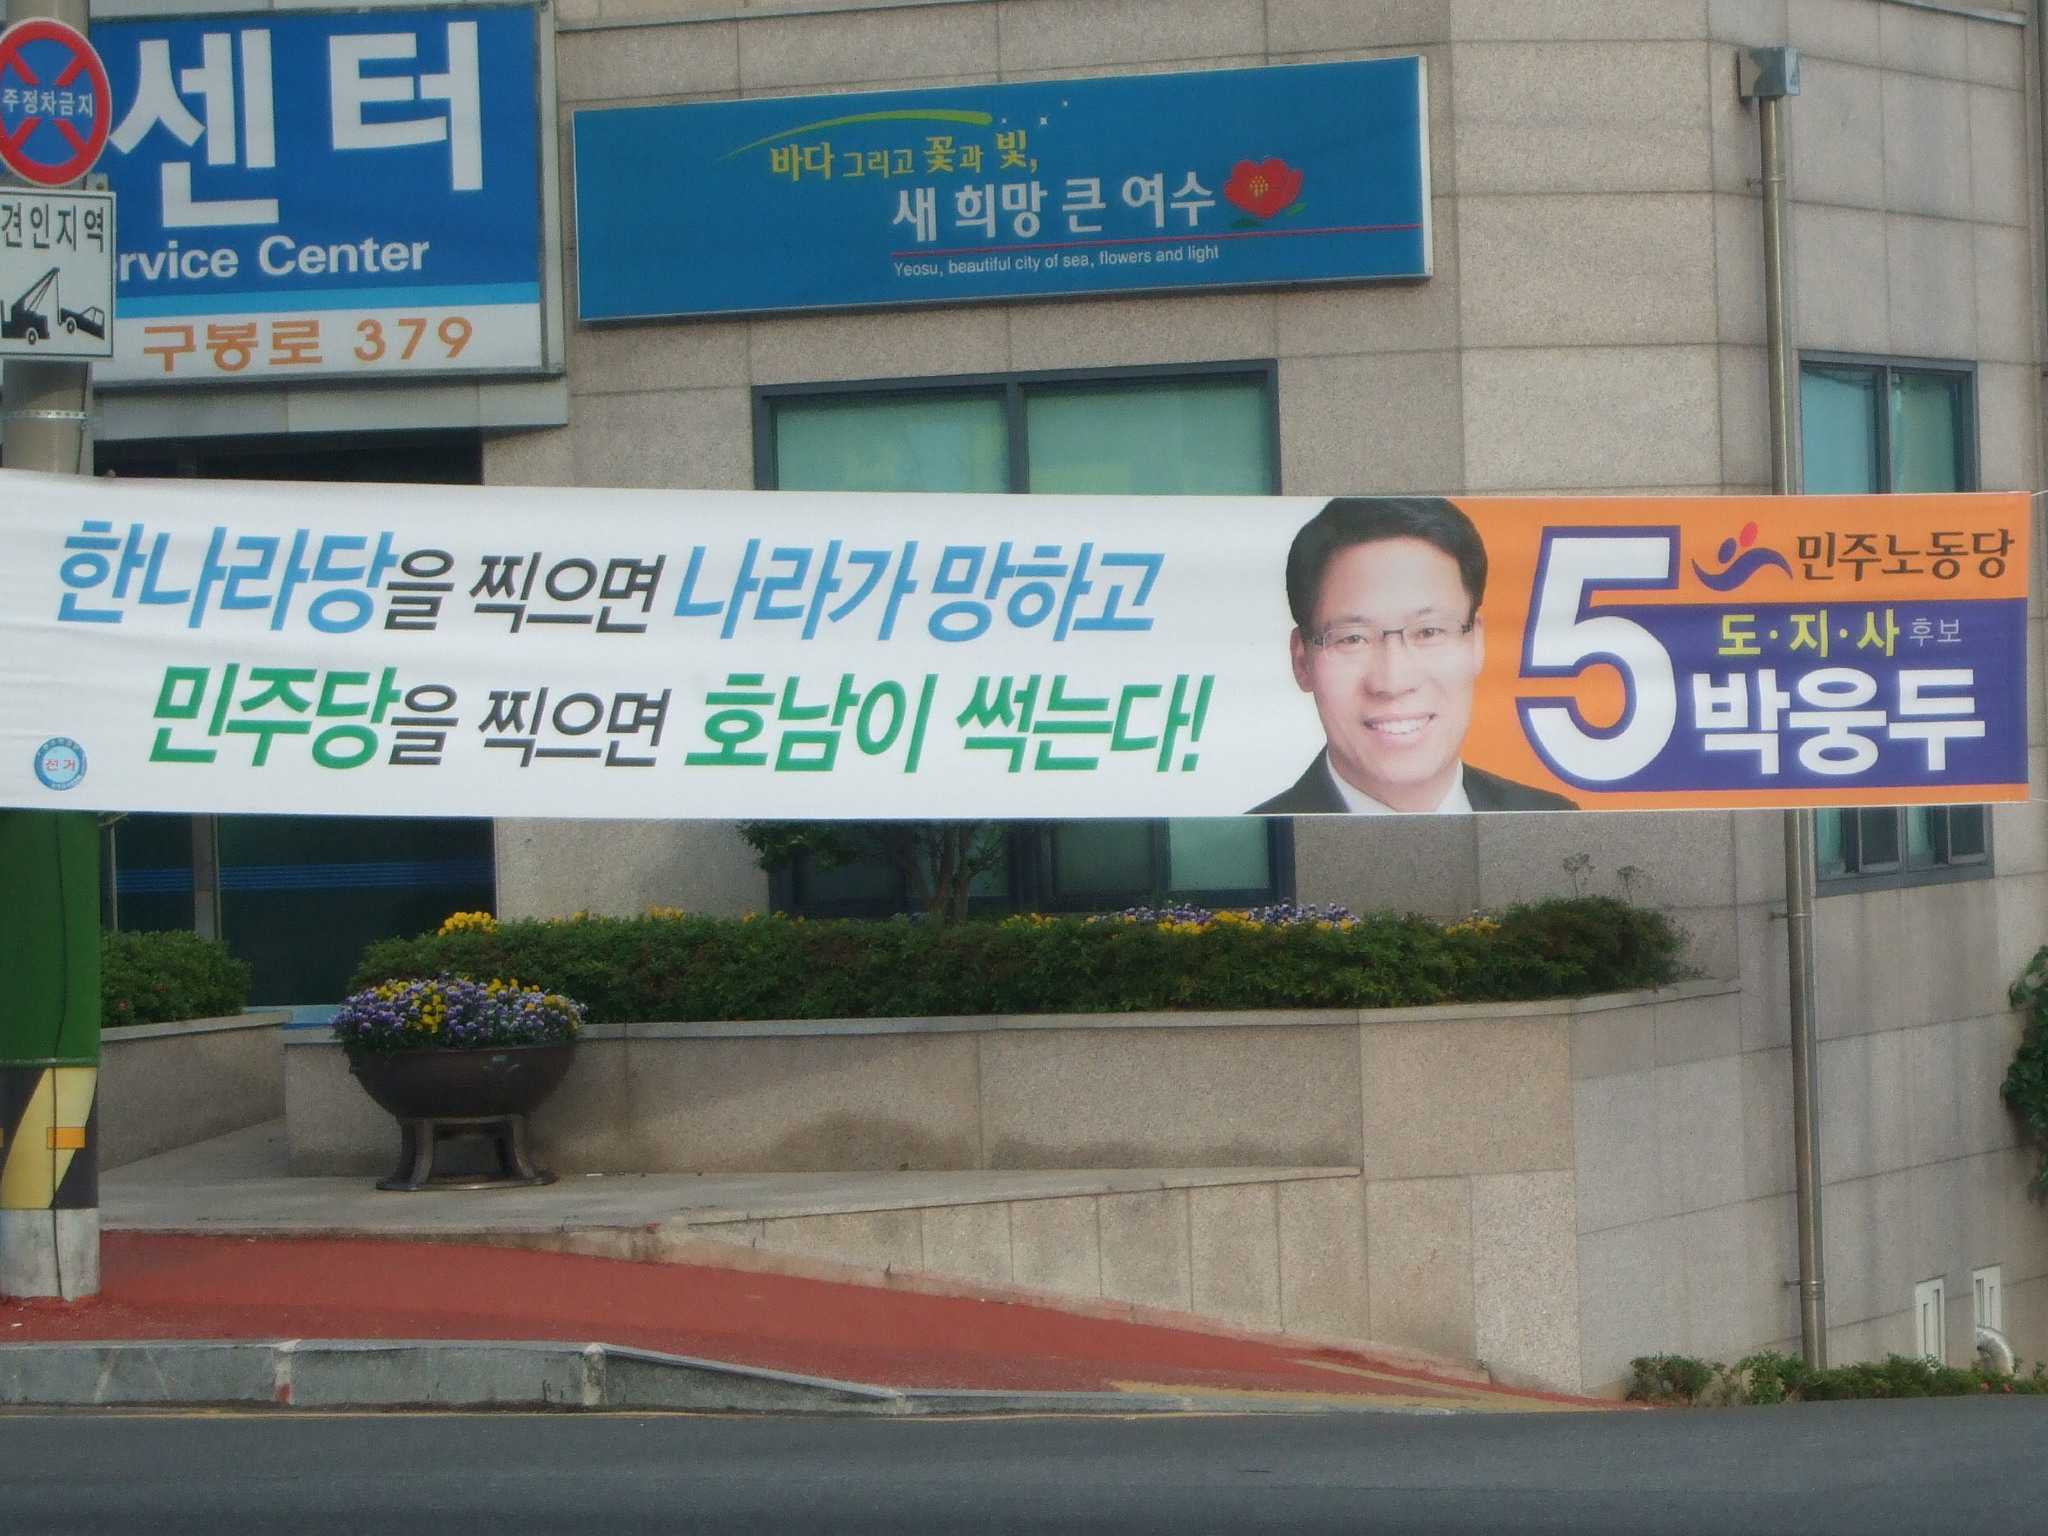 주정차금지
견인지역
센터
rvice Center
구봉로 379
바다 그리고 꽃과 빛,
새 희망 큰 여수
Yeosu, beautiful city of sea, flowers and light
한나라당을 찍으면 나라가 망하고
민주당을 찍으면 호남이 썩는다!
선거
5
민주노동당
도·지·사 후보
박웅두